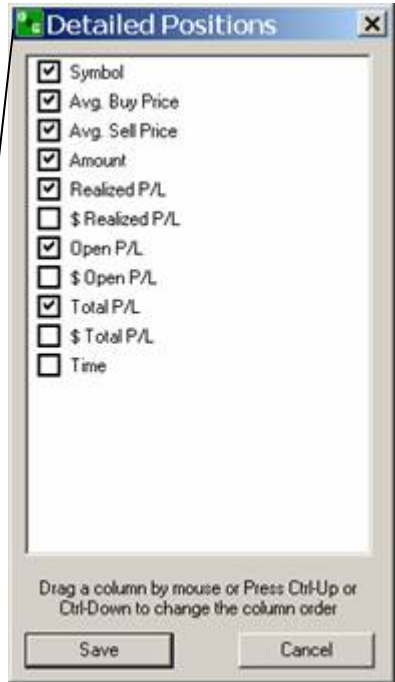 Detailed Positions
Symbol
Avg. Buy Price
Avg. Sell Price
Amount
Realized P/L
$ Realized P/L
Open P/L
$ Open P/L
Total P/L
$ Total P/L
Time
Drag a column by mouse or Press Ctrl-Up or
Ctrl-Down to change the column order
Save Cancel